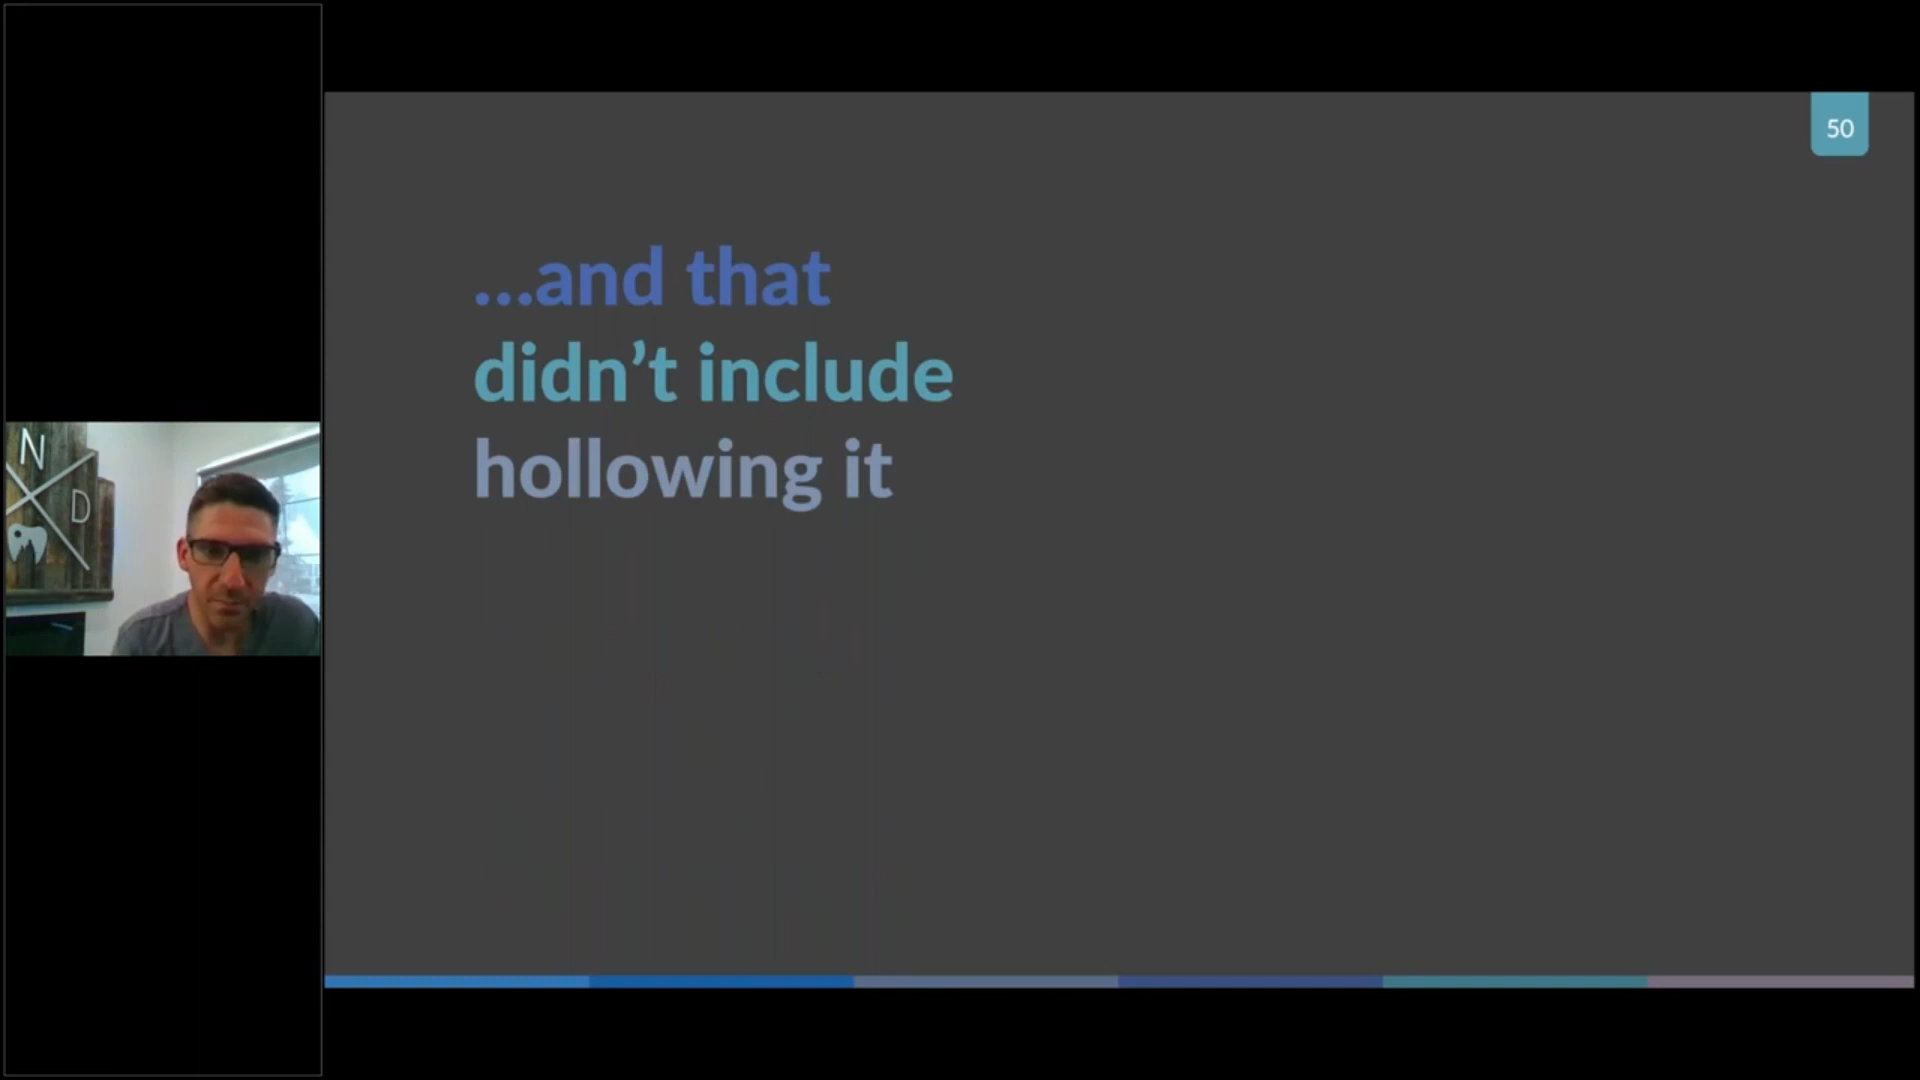 50
...and that
didn't include
hollowing it
N
D